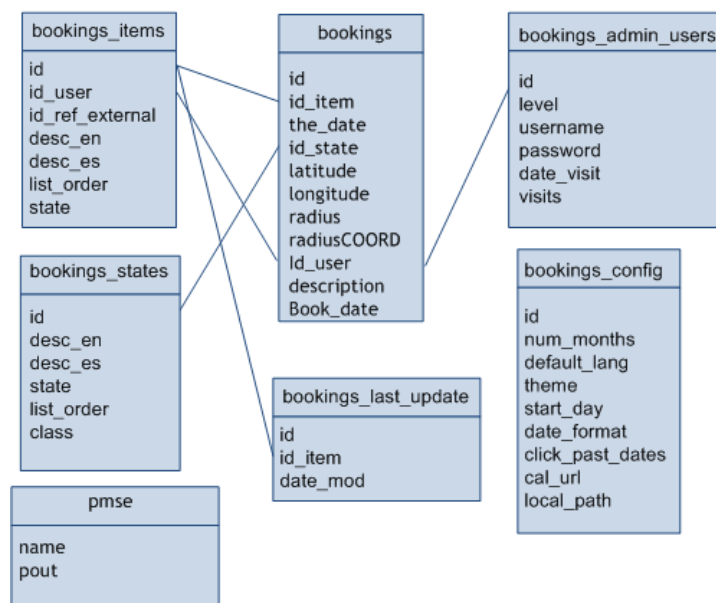 bookings_items
id
id_user
id_ref_external
desc_en
desc_es
list_order
state
bookings
id
id_item
the_date
id_state
latitude
longitude
radius
radiusCOORD
Id_user
description
Book_date
bookings_admin_users
id
level
username
password
date_visit
visits
bookings_states
id
desc_en
desc_es
state
list_order
class
bookings_last_update
id
id_item
date_mod
bookings_config
id
num_months
default_lang
theme
start_day
date_format
click_past_dates
cal_url
local_path
pmse
name
pout